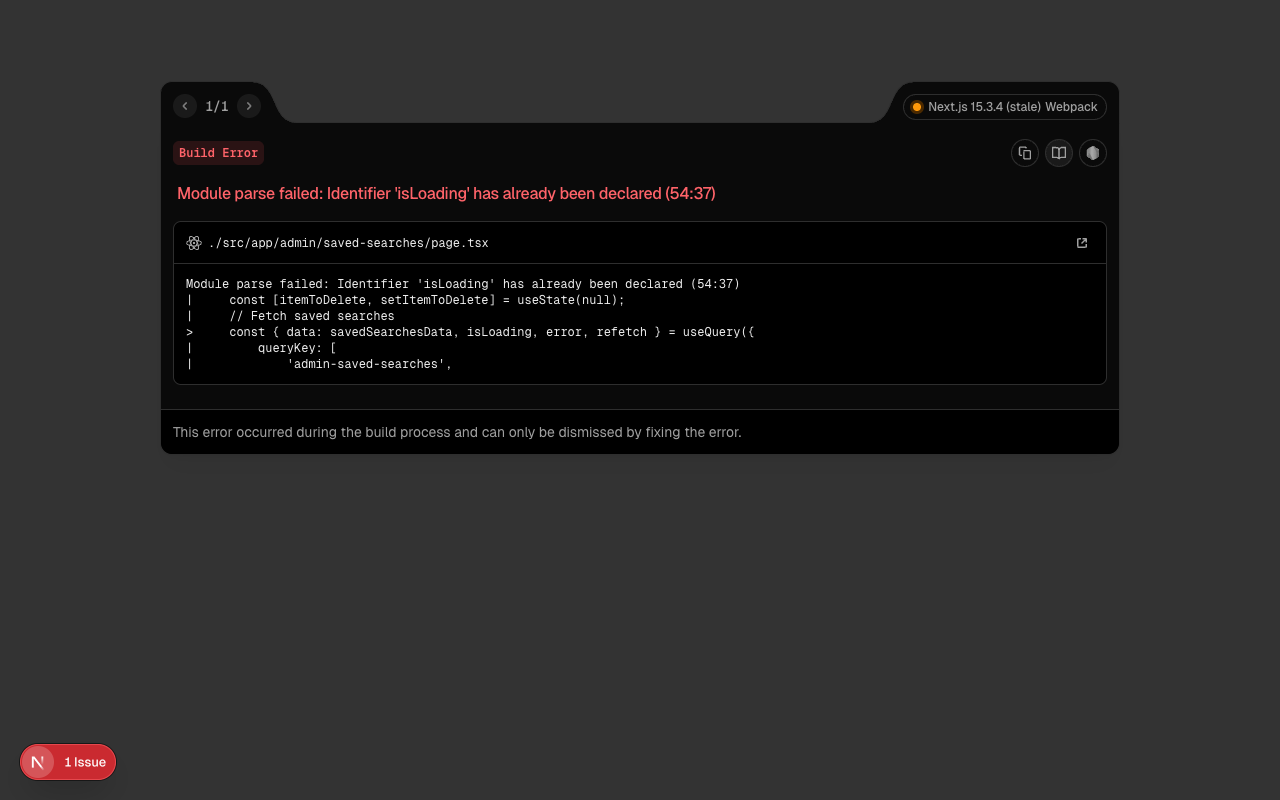 1/1
Next.js 15.3.4 (stale) Webpack
Build Error
Module parse failed: Identifier 'isLoading' has already been declared (54:37)
./src/app/admin/saved-searches/page.tsx
Module parse failed: Identifier 'isLoading' has already been declared (54:37)
|     const [itemToDelete, setItemToDelete] = useState(null);
|     // Fetch saved searches
>     const { data: savedSearchesData, isLoading, error, refetch } = useQuery({
|         queryKey: [
|             'admin-saved-searches',
This error occurred during the build process and can only be dismissed by fixing the error.
N 1 Issue